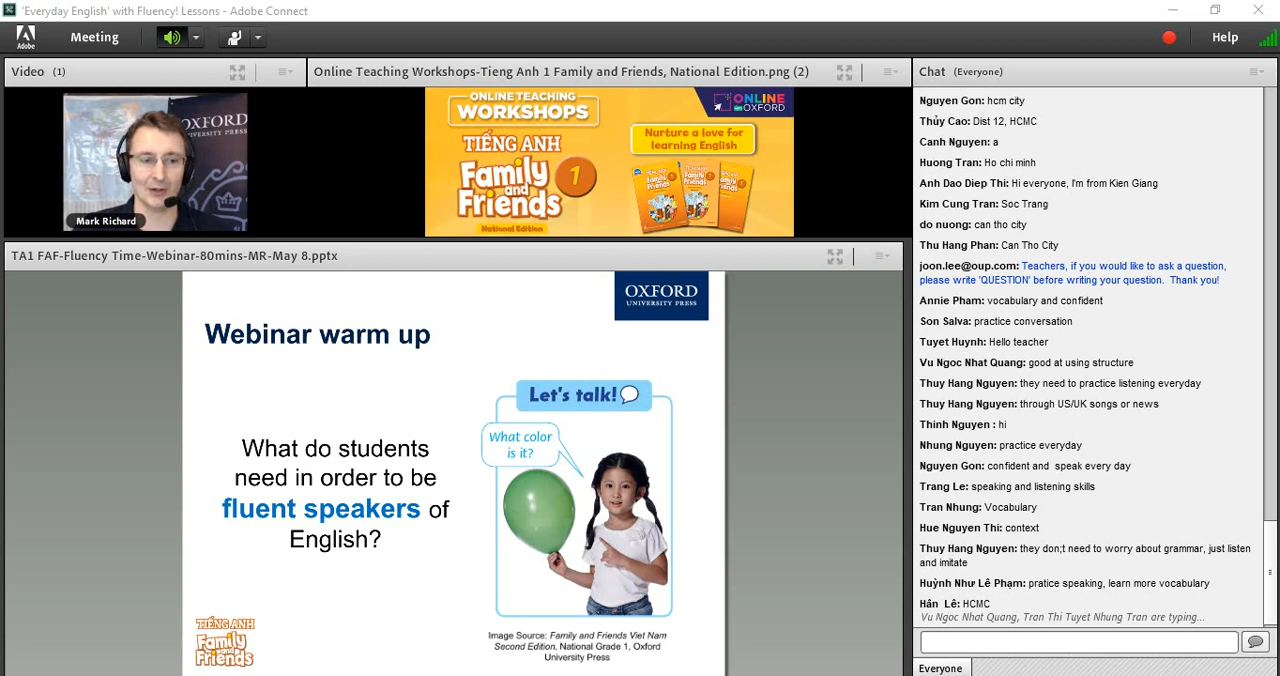 'Everyday English' with Fluency! Lessons - Adobe Connect
Adobe
Meeting
Help
Video (1)
OXFORD
UNIVERSITY PRESS
Mark Richard
Online Teaching Workshops-Tieng Anh 1 Family and Friends, National Edition.png (2)
ONLINE TEACHING
WORKSHOPS
TIẾNG ANH
Family
and
Friends
1
National Edition
ONLINE
OXFORD
Nurture a love for
learning English
TA1 FAF-Fluency Time-Webinar-80mins-MR-May 8.pptx
OXFORD
UNIVERSITY PRESS
Webinar warm up
What do students
need in order to be
fluent speakers of
English?
Let's talk!
What color
is it?
TIẾNG ANH
Family
and
Friends
Image Source: Family and Friends Viet Nam
Second Edition, National Grade 1, Oxford
University Press
Chat (Everyone)
Nguyen Gon: hcm city
Thủy Cao: Dist 12, HCMC
Canh Nguyen: a
Huong Tran: Ho chi minh
Anh Dao Diep Thi: Hi everyone, I'm from Kien Giang
Kim Cung Tran: Soc Trang
do nuong: can tho city
Thu Hang Phan: Can Tho City
joon.lee@oup.com: Teachers, if you would like to ask a question,
please write 'QUESTION' before writing your question. Thank you!
Annie Pham: vocabulary and confident
Son Salva: practice conversation
Tuyet Huynh: Hello teacher
Vu Ngoc Nhat Quang: good at using structure
Thuy Hang Nguyen: they need to practice listening everyday
Thuy Hang Nguyen: through US/UK songs or news
Thinh Nguyen : hi
Nhung Nguyen: practice everyday
Nguyen Gon: confident and speak every day
Trang Le: speaking and listening skills
Tran Nhung: Vocabulary
Hue Nguyen Thi: context
Thuy Hang Nguyen: they don;t need to worry about grammar, just listen
and imitate
Huỳnh Như Lê Phạm: pratice speaking, learn more vocabulary
Hân Lê: HCMC
Vu Ngoc Nhat Quang, Tran Thi Tuyet Nhung Tran are typing...
Everyone